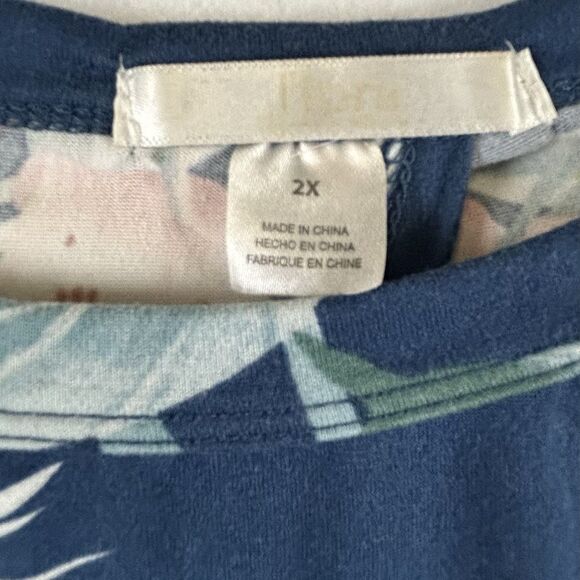 2X
MADE IN CHINA
HECHO EN CHINA
FABRIQUE EN CHINE